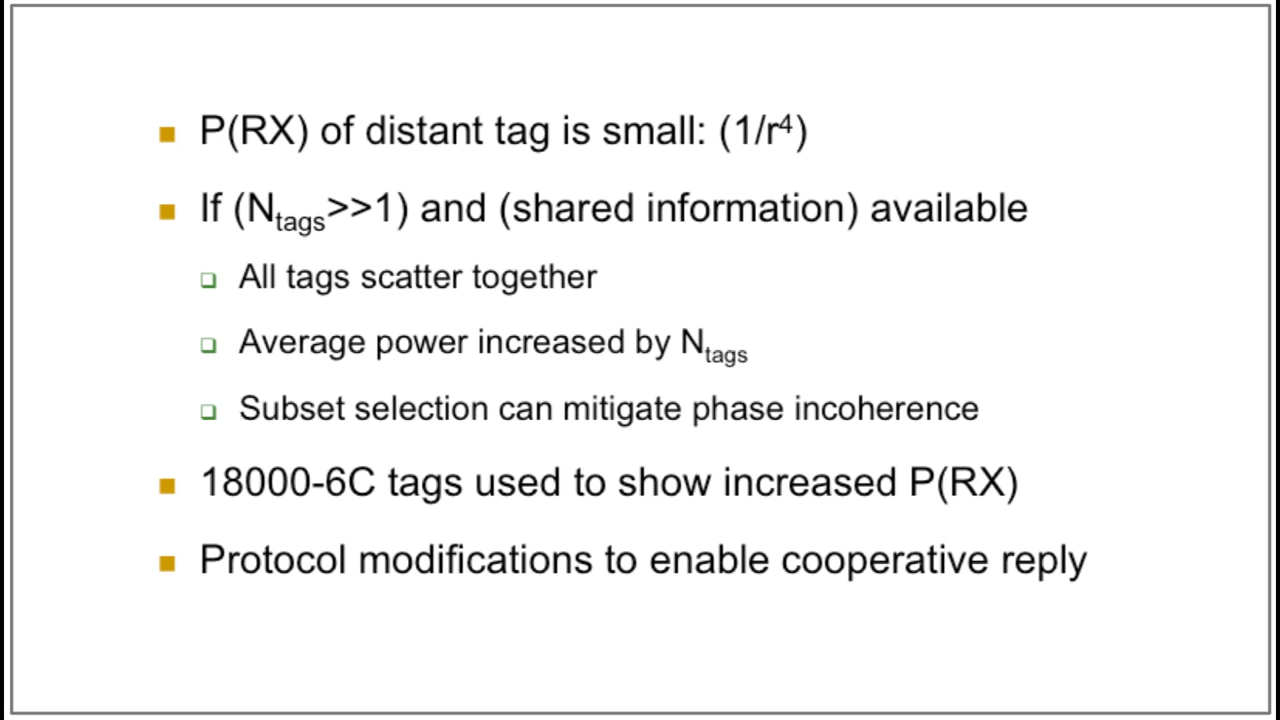 P(RX) of distant tag is small: (1/r⁴)
If (N_tags>>1) and (shared information) available
All tags scatter together
Average power increased by N_tags
Subset selection can mitigate phase incoherence
18000-6C tags used to show increased P(RX)
Protocol modifications to enable cooperative reply